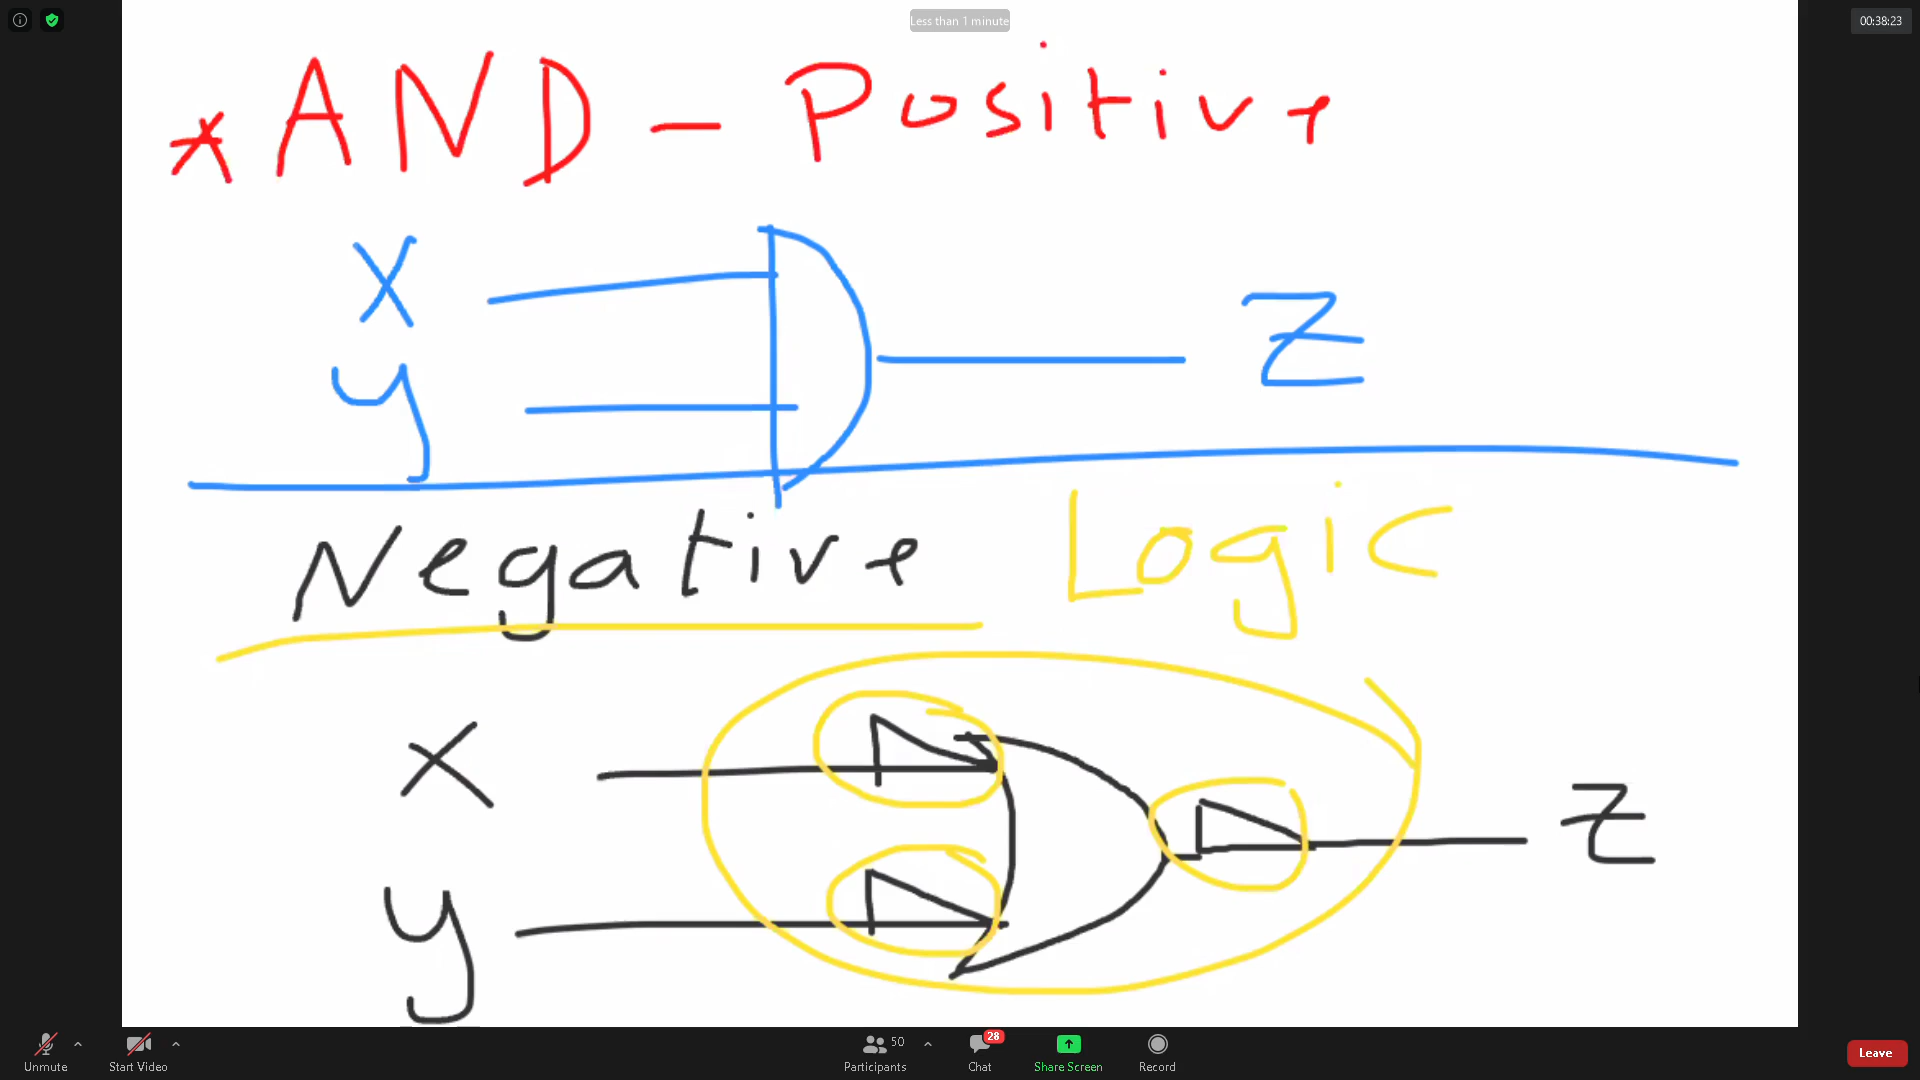 Less than 1 minute
00:38:23
* AND - Positive
x
y
z
Negative Logic
x
y
z
Unmute
Start Video
50
Participants
28
Chat
Share Screen
Record
Leave